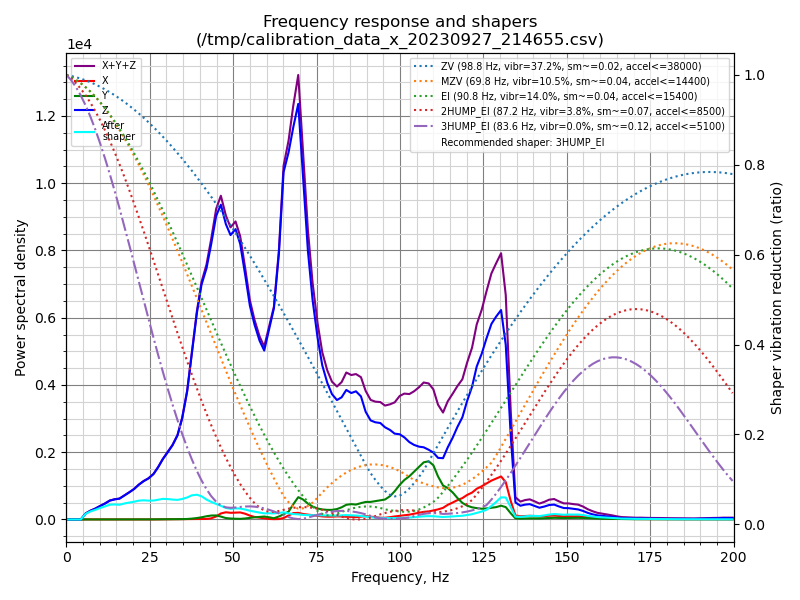 Frequency response and shapers
(/tmp/calibration_data_x_20230927_214655.csv)
1e4
X+Y+Z
X
Y
Z
After
shaper
ZV (98.8 Hz, vibr=37.2%, sm~=0.02, accel<=38000)
MZV (69.8 Hz, vibr=10.5%, sm~=0.04, accel<=14400)
EI (90.8 Hz, vibr=14.0%, sm~=0.04, accel<=15400)
2HUMP_EI (87.2 Hz, vibr=3.8%, sm~=0.07, accel<=8500)
3HUMP_EI (83.6 Hz, vibr=0.0%, sm~=0.12, accel<=5100)
Recommended shaper: 3HUMP_EI
1.2
1.0
0.8
0.6
0.4
0.2
0.0
Power spectral density
1.0
0.8
0.6
0.4
0.2
0.0
Shaper vibration reduction (ratio)
0 25 50 75 100 125 150 175 200
Frequency, Hz